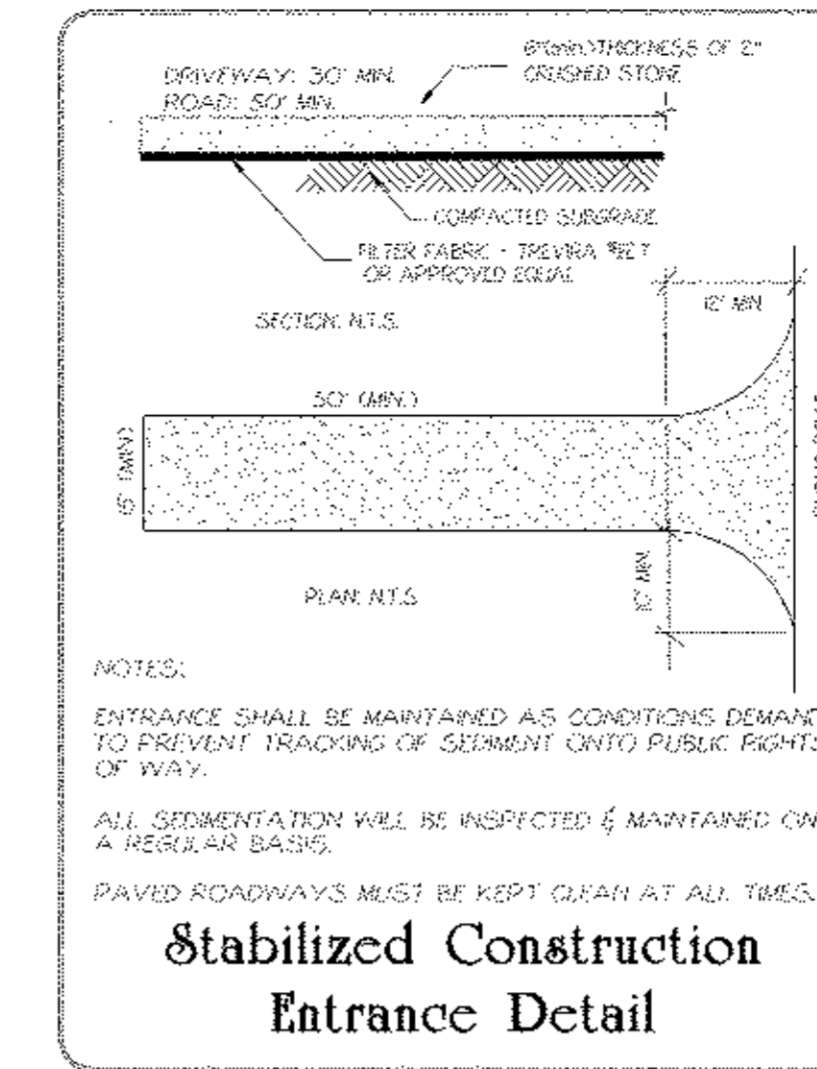 6"(min) THICKNESS OF 2"
CRUSHED STONE
DRIVEWAY: 30' MIN.
ROAD: 50' MIN.
COMPACTED SUBGRADE
FILTER FABRIC - TREVIRA
OR APPROVED EQUAL
SECTION: N.T.S.
12' MIN.
50' (MIN.)
(MIN.)
10' MIN.
PLAN: N.T.S.
NOTES:
ENTRANCE SHALL BE MAINTAINED AS CONDITIONS DEMAND
TO PREVENT TRACKING OF SEDIMENT ONTO PUBLIC RIGHTS
OF WAY.
ALL SEDIMENTATION WILL BE INSPECTED & MAINTAINED ON
A REGULAR BASIS.
PAVED ROADWAYS MUST BE KEPT CLEAN AT ALL TIMES.
Stabilized Construction
Entrance Detail